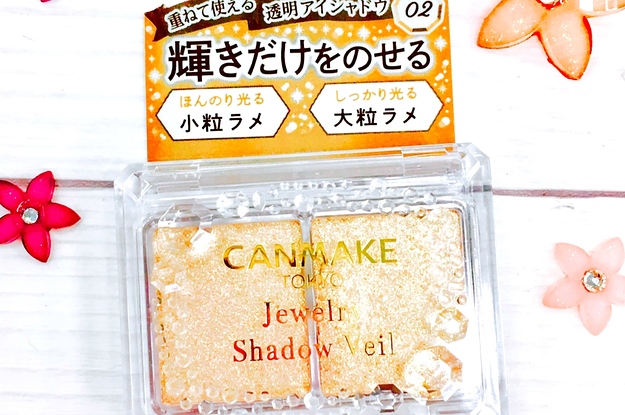 重ねて使える 透明アイシャドウ 02
輝きだけをのせる
ほんのり光る しっかり光る
小粒ラメ 大粒ラメ
CANMAKE
TOKYO
Jewelry
Shadow Veil